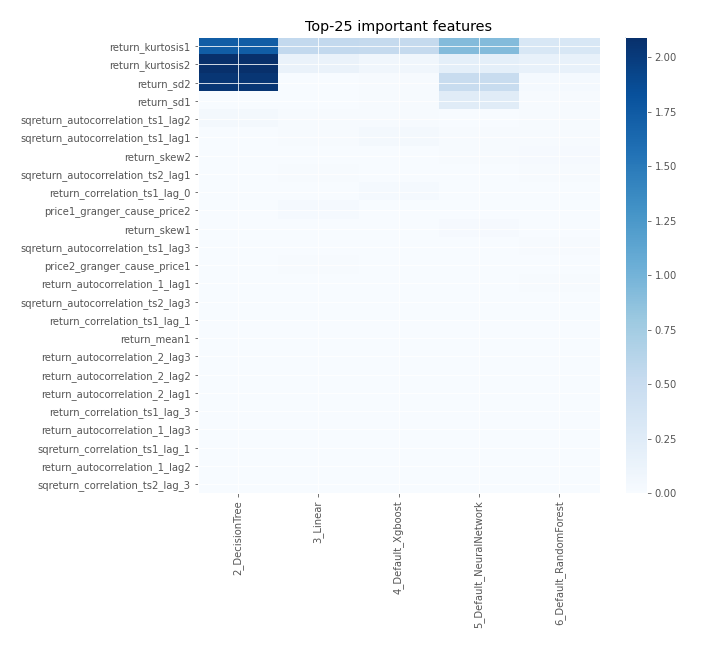 Top-25 important features
return_kurtosis1
return_kurtosis2
return_sd2
return_sd1
sqreturn_autocorrelation_ts1_lag2
sqreturn_autocorrelation_ts1_lag1
return_skew2
sqreturn_autocorrelation_ts2_lag1
return_correlation_ts1_lag_0
price1_granger_cause_price2
return_skew1
sqreturn_autocorrelation_ts1_lag3
price2_granger_cause_price1
return_autocorrelation_1_lag1
sqreturn_autocorrelation_ts2_lag3
return_correlation_ts1_lag_1
return_mean1
return_autocorrelation_2_lag3
return_autocorrelation_2_lag2
return_autocorrelation_2_lag1
return_correlation_ts1_lag_3
return_autocorrelation_1_lag3
sqreturn_correlation_ts1_lag_1
return_autocorrelation_1_lag2
sqreturn_correlation_ts2_lag_3
2_DecisionTree
3_Linear
4_Default_Xgboost
5_Default_NeuralNetwork
6_Default_RandomForest
2.00
1.75
1.50
1.25
1.00
0.75
0.50
0.25
0.00